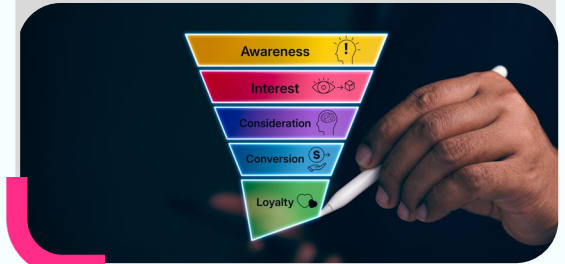 Awareness
Interest
Consideration
Conversion
Loyalty